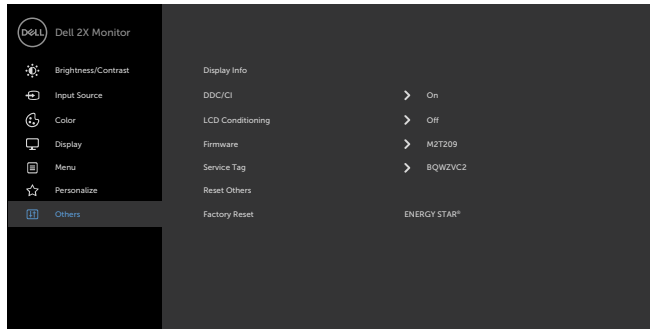 DELL Dell 2X Monitor
Brightness/Contrast Display Info
Input Source DDC/CI On
Color LCD Conditioning Off
Display Firmware M2T209
Menu Service Tag BQWZVC2
Personalize Reset Others
Others Factory Reset ENERGY STAR®